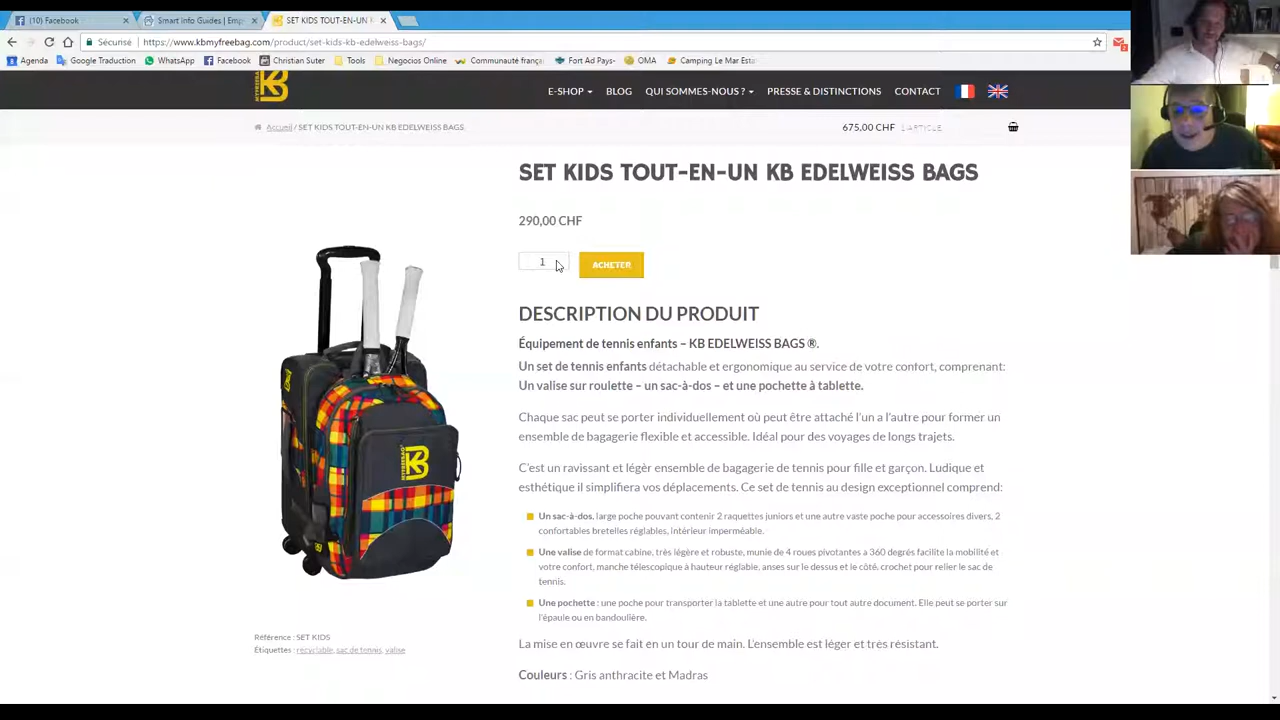 (10) Facebook
Smart Info Guides | Emp
SET KIDS TOUT-EN-UN K
Sécurisé
https://www.kbmyfreebag.com/product/set-kids-kb-edelweiss-bags/
Agenda
Google Traduction
WhatsApp
Facebook
Christian Suter
Tools
Negocios Online
Communauté franç
Fort Ad Pays-
OMA
Camping Le Mar Esta
KB
E-SHOP
BLOG
QUI SOMMES-NOUS ?
PRESSE & DISTINCTIONS
CONTACT
Accueil / SET KIDS TOUT-EN-UN KB EDELWEISS BAGS
675,00 CHF 1 ARTICLE
SET KIDS TOUT-EN-UN KB EDELWEISS BAGS
290,00 CHF
1
ACHETER
DESCRIPTION DU PRODUIT
Équipement de tennis enfants – KB EDELWEISS BAGS ®.
Un set de tennis enfants détachable et ergonomique au service de votre confort, comprenant:
Un valise sur roulette – un sac-à-dos – et une pochette à tablette.
Chaque sac peut se porter individuellement où peut être attaché l'un a l'autre pour former un
ensemble de bagagerie flexible et accessible. Idéal pour des voyages de longs trajets.
C'est un ravissant et légèr ensemble de bagagerie de tennis pour fille et garçon. Ludique et
esthétique il simplifiera vos déplacements. Ce set de tennis au design exceptionnel comprend:
Un sac-à-dos, large poche pouvant contenir 2 raquettes juniors et une autre vaste poche pour accessoires divers, 2
confortables bretelles réglables, intérieur imperméable.
Une valise de format cabine, très légère et robuste, munie de 4 roues pivotantes a 360 degrés facilite la mobilité et
votre confort, manche télescopique à hauteur réglable, anses sur le dessus et le côté, crochet pour relier le sac de
tennis.
Une pochette : une poche pour transporter la tablette et une autre pour tout autre document. Elle peut se porter sur
l'épaule ou en bandoulière.
La mise en œuvre se fait en un tour de main. L'ensemble est léger et très résistant.
Couleurs : Gris anthracite et Madras
Référence : SET KIDS
Étiquettes : recyclable, sac de tennis, valise